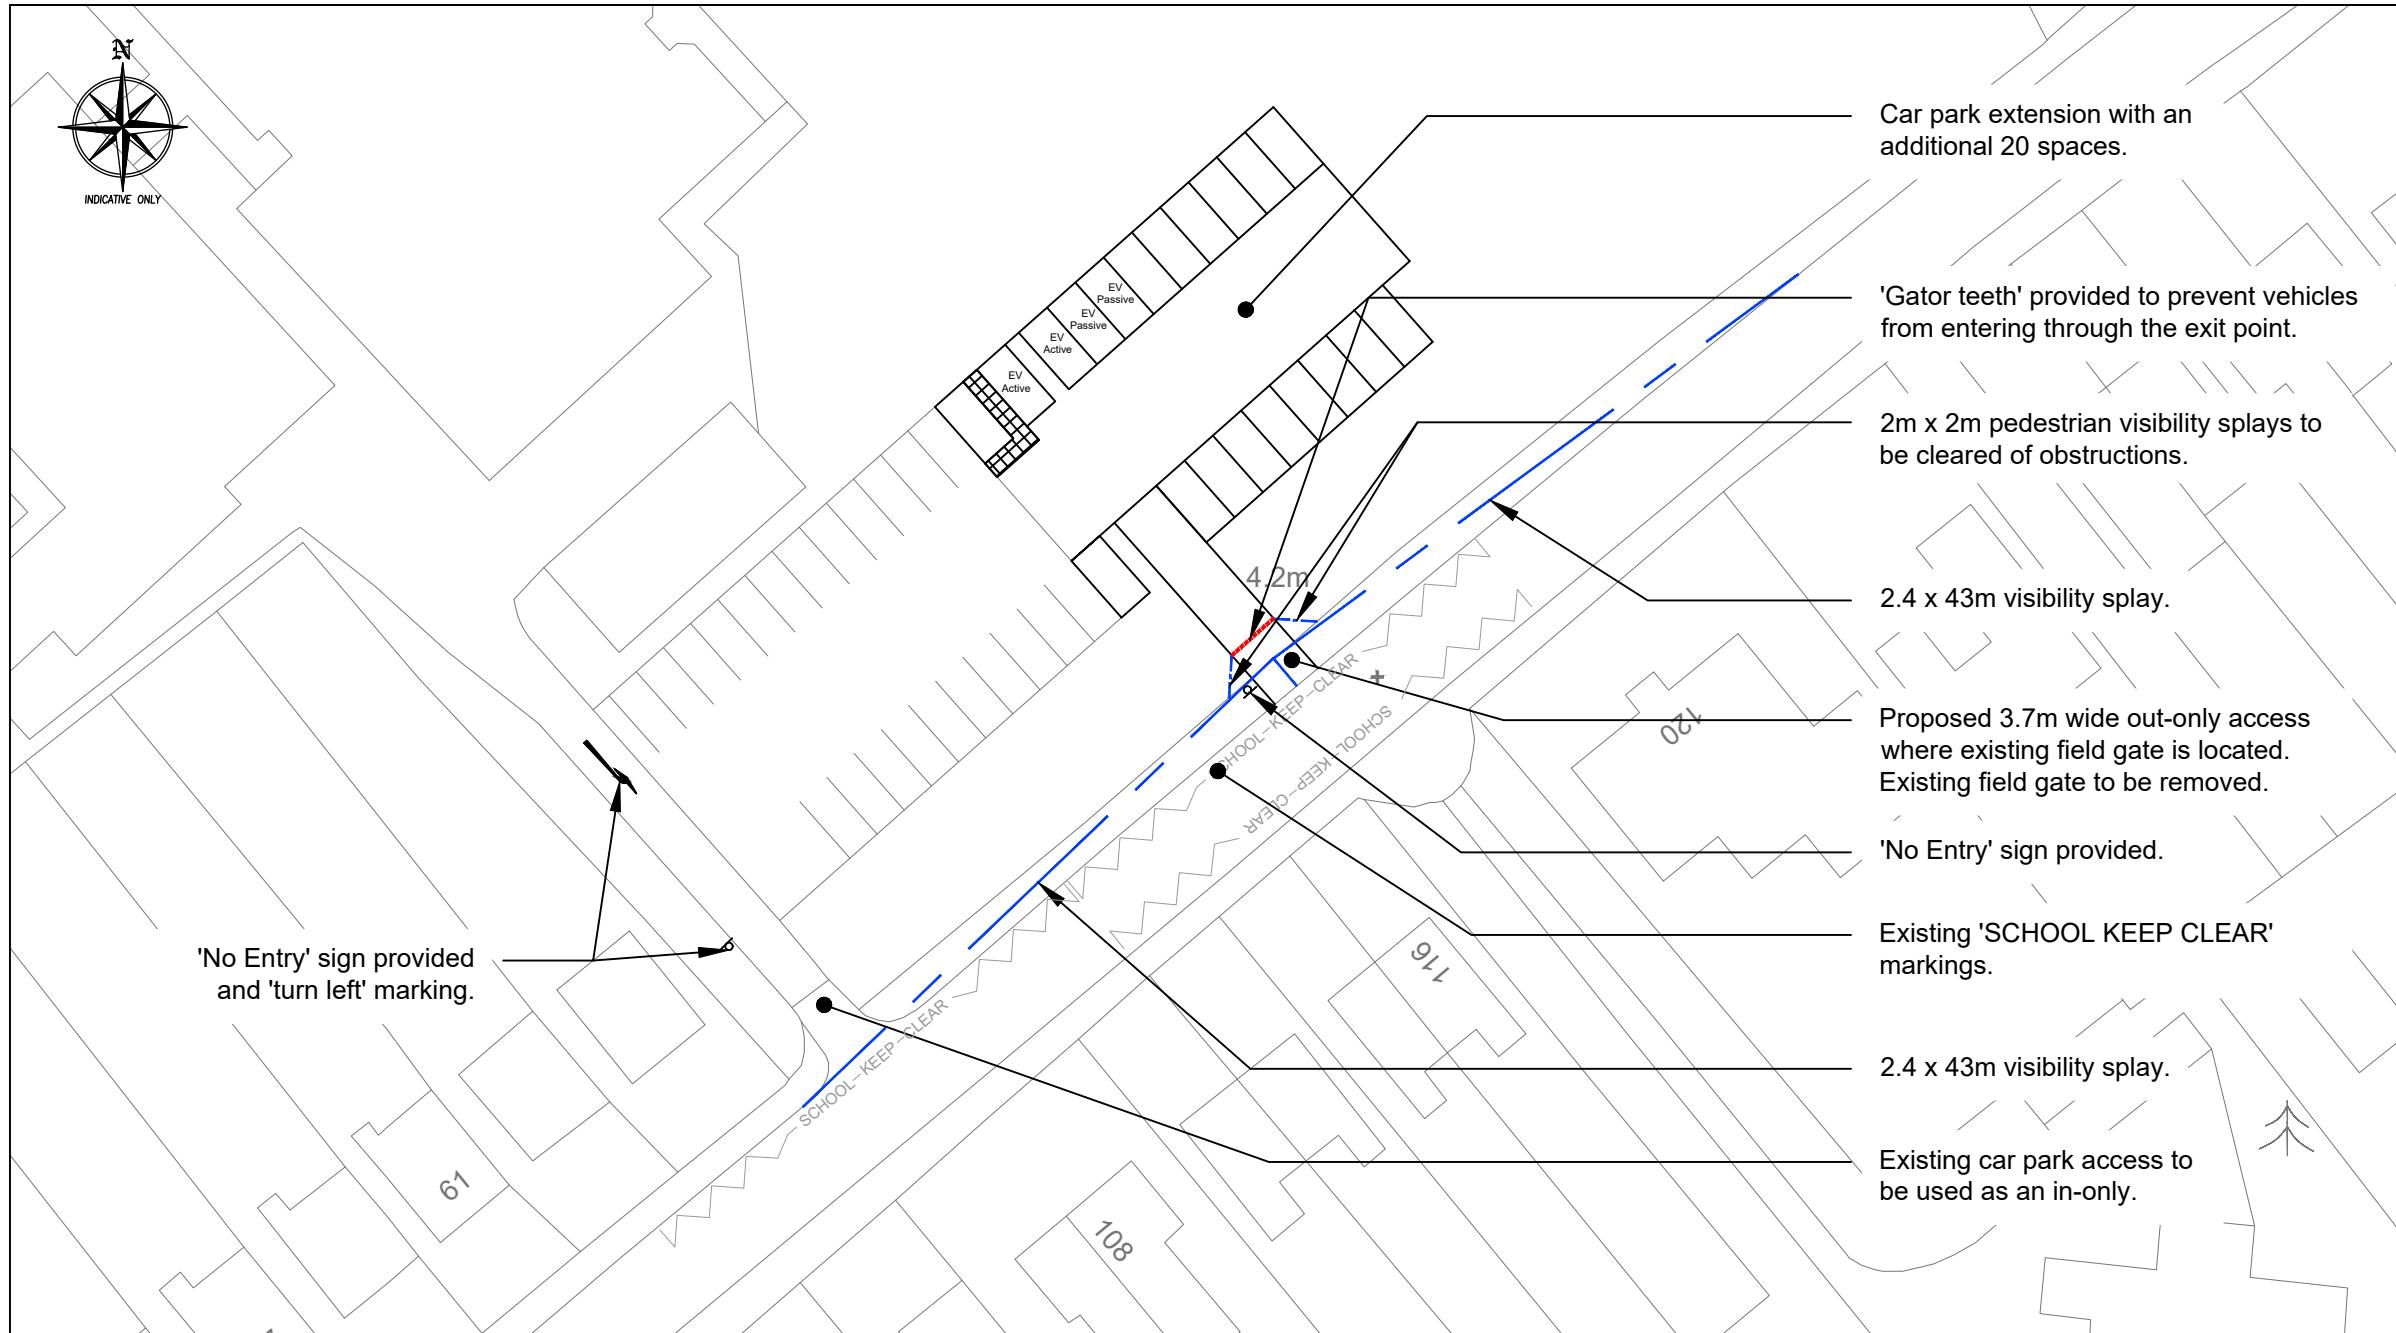 N
INDICATIVE ONLY
Car park extension with an
additional 20 spaces.
'Gator teeth' provided to prevent vehicles
from entering through the exit point.
2m x 2m pedestrian visibility splays to
be cleared of obstructions.
2.4 x 43m visibility splay.
Proposed 3.7m wide out-only access
where existing field gate is located.
Existing field gate to be removed.
'No Entry' sign provided.
Existing 'SCHOOL KEEP CLEAR'
markings.
2.4 x 43m visibility splay.
Existing car park access to
be used as an in-only.
'No Entry' sign provided
and 'turn left' marking.
EV
Passive
EV
Passive
EV
Active
EV
Active
4.2m
SCHOOL-KEEP-CLEAR
SCHOOL-KEEP-CLEAR
SCHOOL-KEEP-CLEAR
120
116
108
61